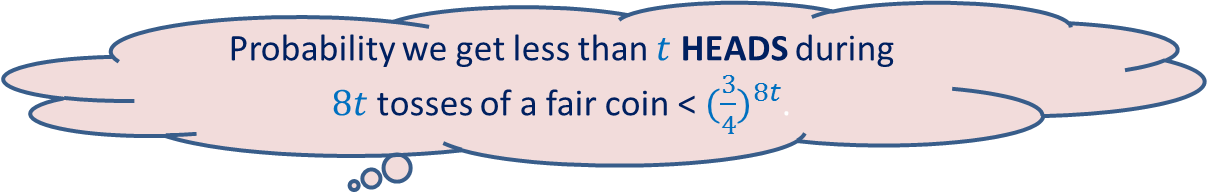 Probability we get less than 𝑡 HEADS during
8𝑡 tosses of a fair coin < (3/4)^{8𝑡}.